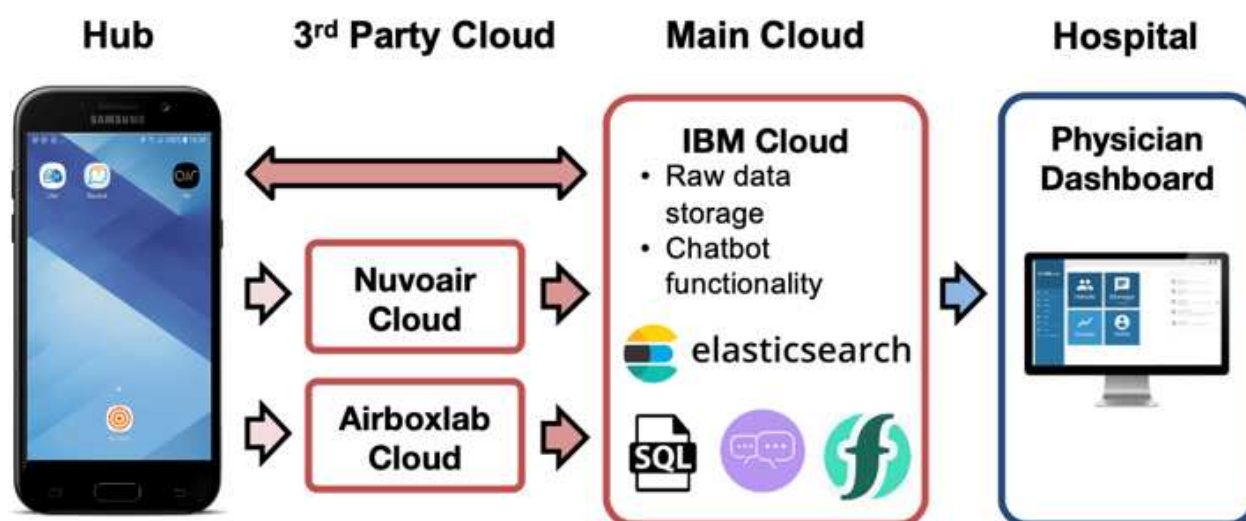 Hub
3rd Party Cloud
Main Cloud
Hospital
SAMSUNG
Nuvoair
Cloud
Airboxlab
Cloud
IBM Cloud
• Raw data
storage
• Chatbot
functionality
elasticsearch
SQL
Physician
Dashboard